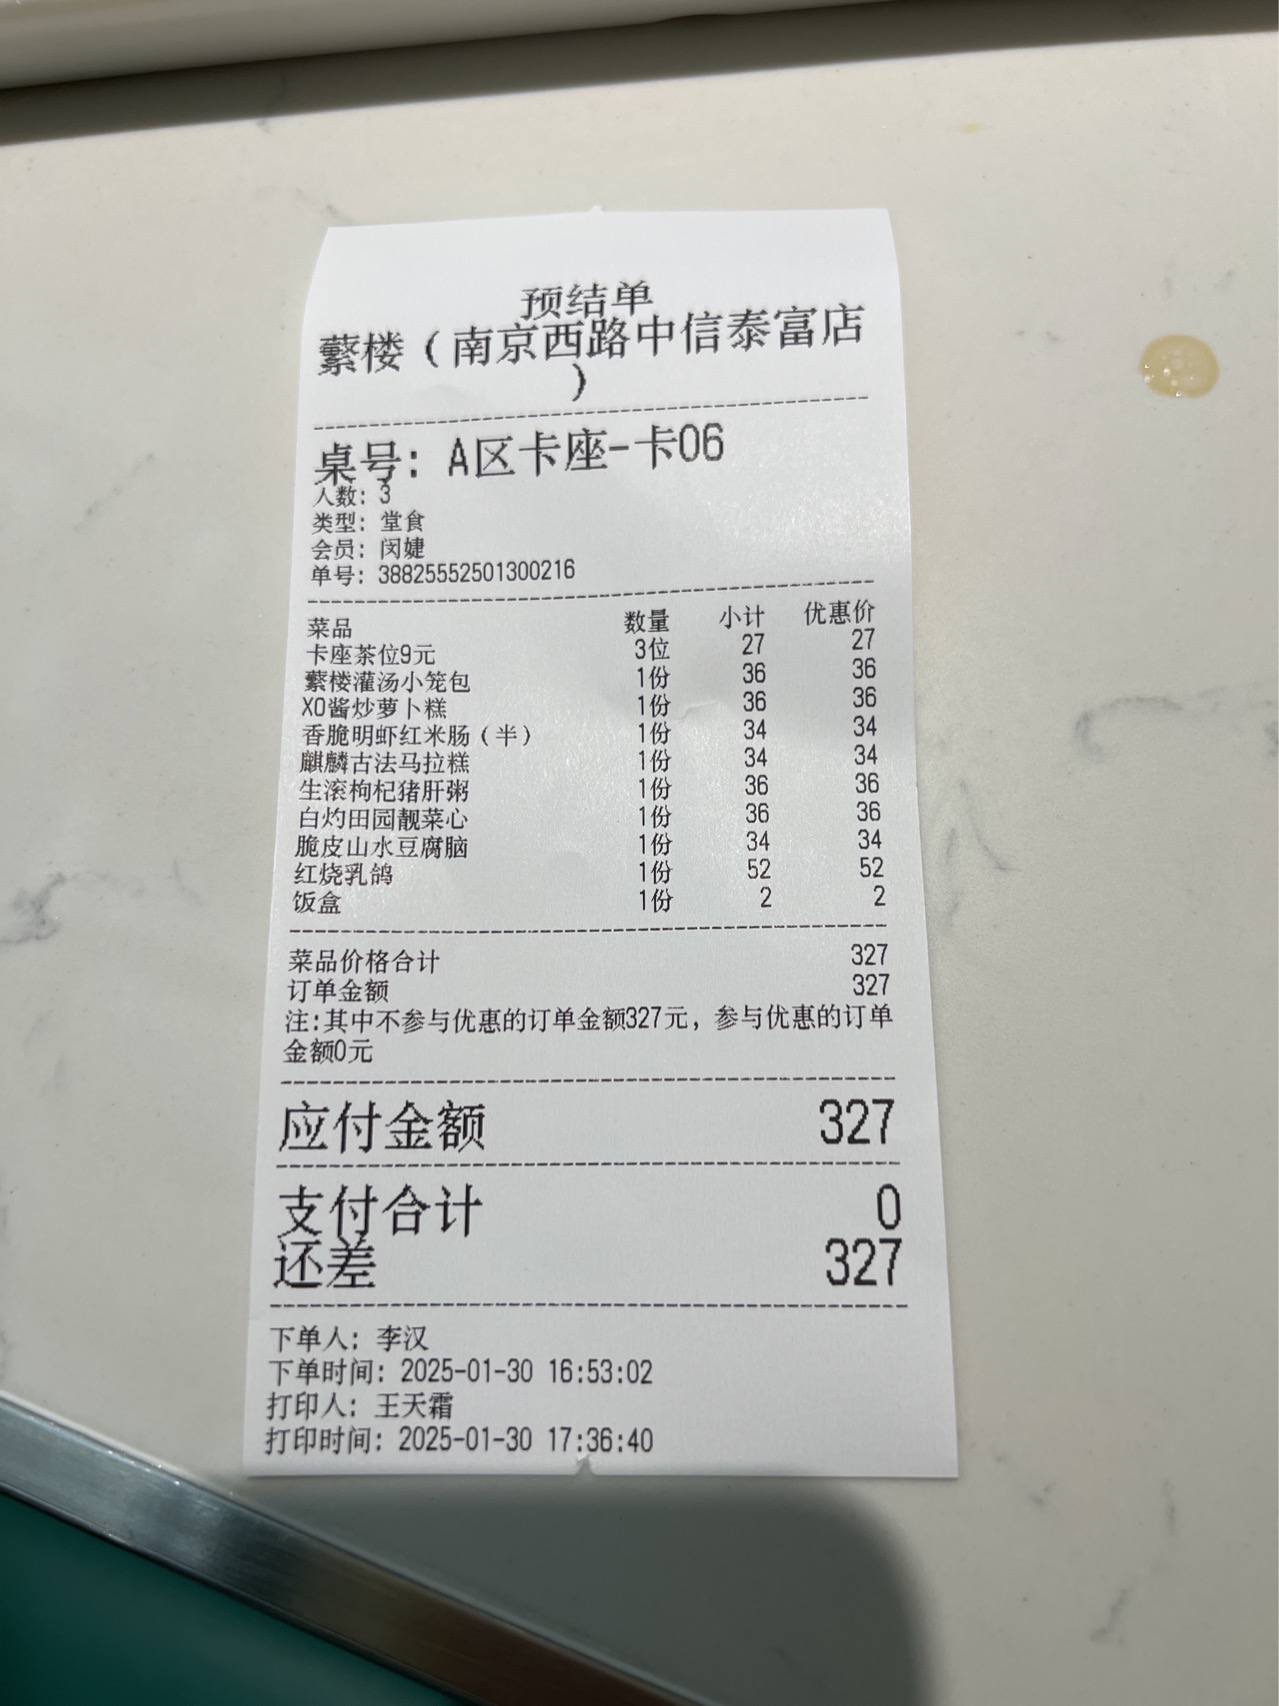 预结单
蘩楼（南京西路中信泰富店
）
桌号：A区卡座-卡06
人数：3
类型：堂食
会员：闵婕
单号：38825552501300216
菜品 数量 小计 优惠价
卡座茶位9元 3位 27 27
蘩楼灌汤小笼包 1份 36 36
XO酱炒萝卜糕 1份 36 36
香脆明虾红米肠（半） 1份 34 34
麒麟古法马拉糕 1份 34 34
生滚枸杞猪肝粥 1份 36 36
白灼田园靓菜心 1份 36 36
脆皮山水豆腐脑 1份 34 34
红烧乳鸽 1份 52 52
饭盒 1份 2 2
菜品价格合计 327
订单金额 327
注:其中不参与优惠的订单金额327元，参与优惠的订单
金额0元
应付金额 327
支付合计 0
还差 327
下单人：李汉
下单时间：2025-01-30 16:53:02
打印人：王天霜
打印时间：2025-01-30 17:36:40